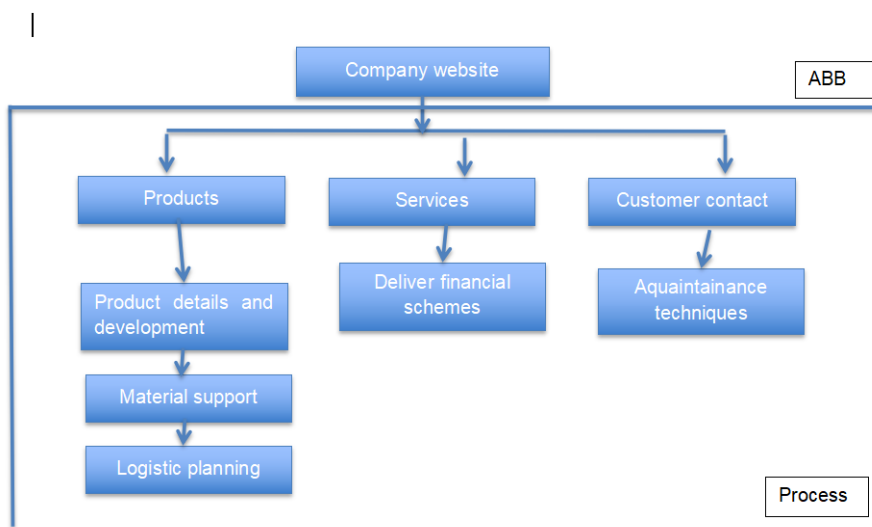 Company website
ABB
Products
Services
Customer contact
Product details and
development
Deliver financial
schemes
Aquaintainance
techniques
Material support
Logistic planning
Process